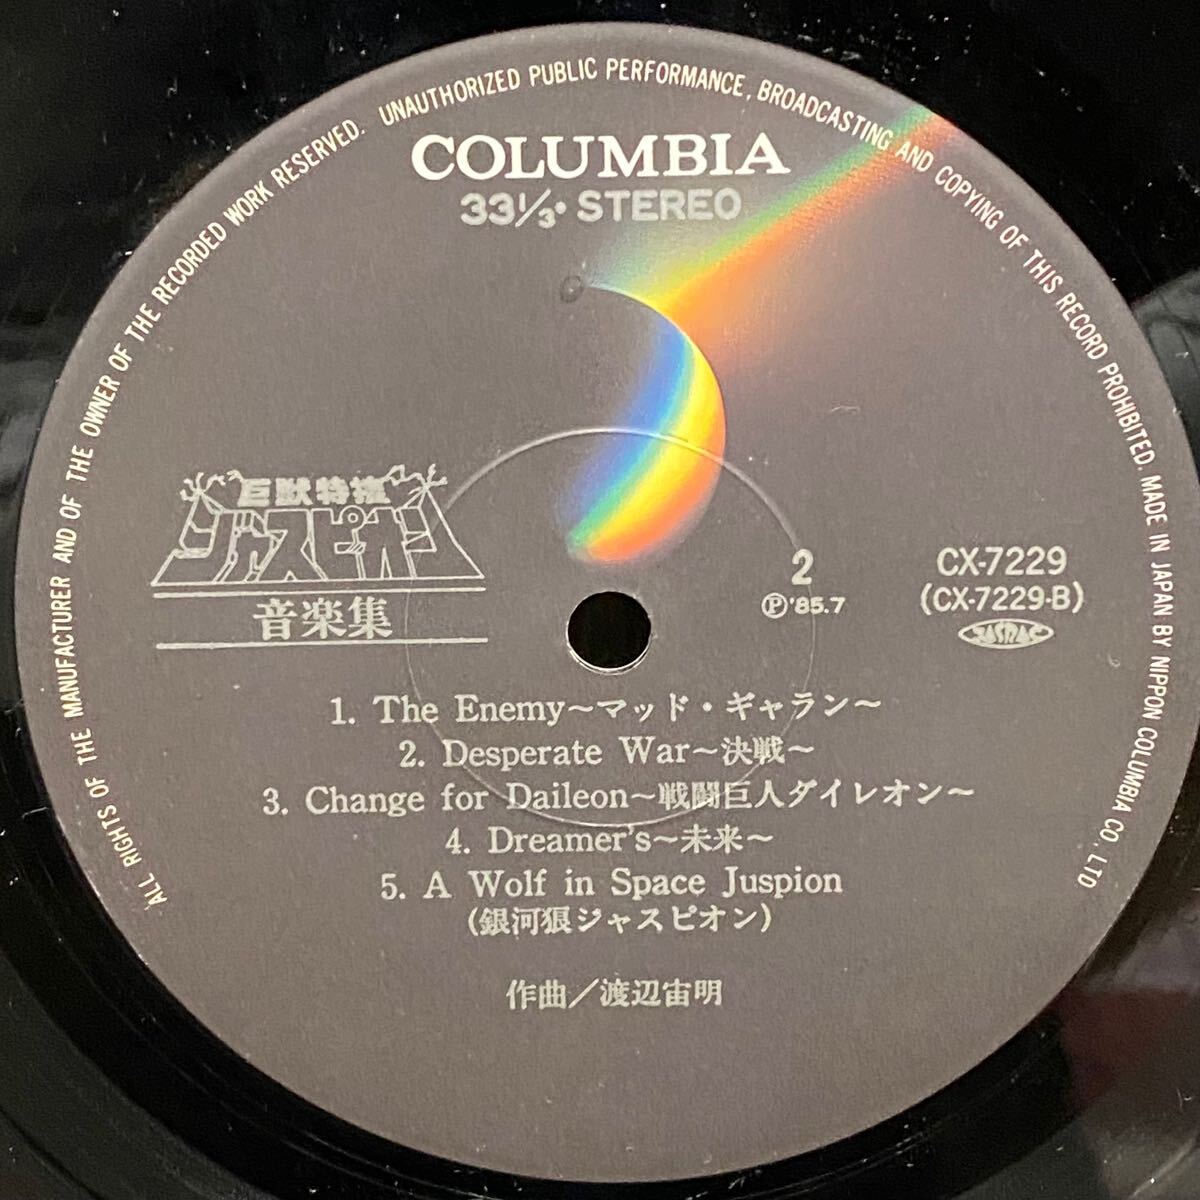 ALL RIGHTS OF THE MANUFACTURER AND OF THE OWNER OF THE RECORDED WORK RESERVED. UNAUTHORIZED PUBLIC PERFORMANCE, BROADCASTING AND COPYING OF THIS RECORD PROHIBITED. MADE IN JAPAN BY NIPPON COLUMBIA CO., LTD
COLUMBIA
33⅓・STEREO
巨獣特捜
ジャスピオン
音楽集
2
Ⓟ'85.7
CX-7229
(CX-7229-B)
JASRAC
1. The Enemy〜マッド・ギャラン〜
2. Desperate War〜決戦〜
3. Change for Daileon〜戦闘巨人ダイレオン〜
4. Dreamer's〜未来〜
5. A Wolf in Space Juspion
(銀河狼ジャスピオン)
作曲／渡辺宙明